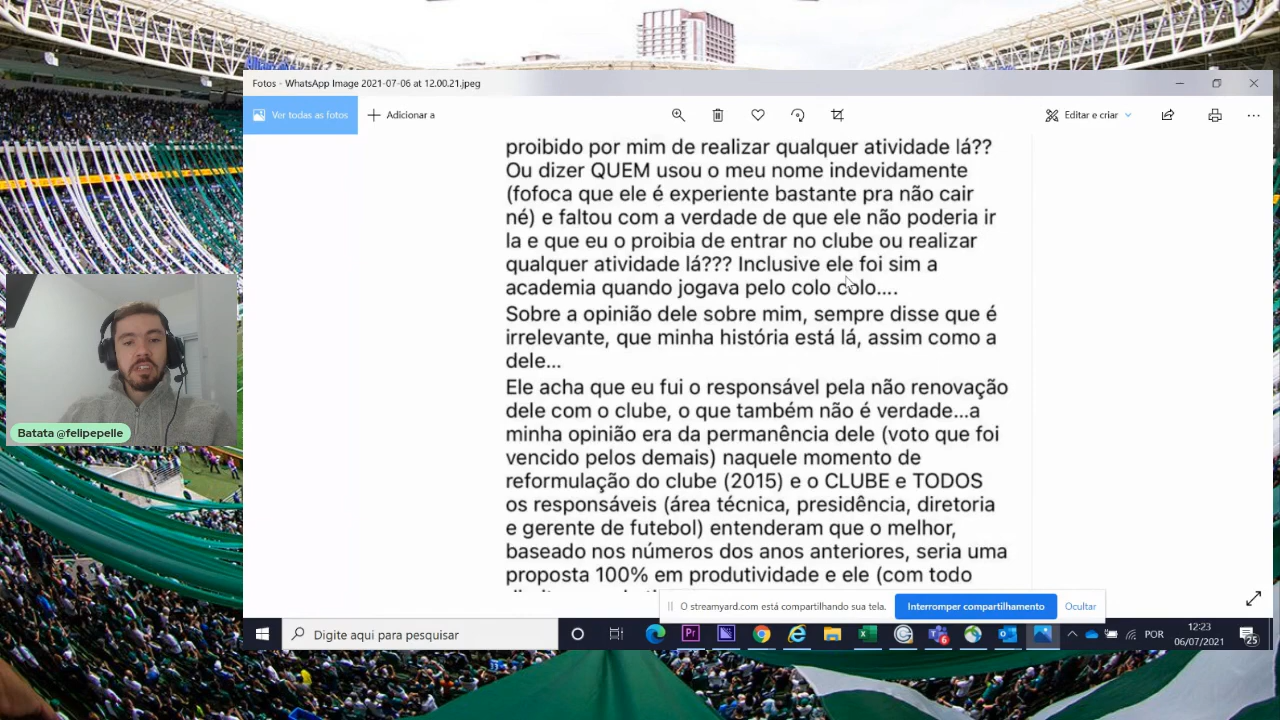 Allianz
Fotos - WhatsApp Image 2021-07-06 at 12.00.21.jpeg
Ver todas as fotos
Adicionar a
Editar e criar
proibido por mim de realizar qualquer atividade lá??
Ou dizer QUEM usou o meu nome indevidamente
(fofoca que ele é experiente bastante pra não cair
né) e faltou com a verdade de que ele não poderia ir
la e que eu o proibia de entrar no clube ou realizar
qualquer atividade lá??? Inclusive ele foi sim a
academia quando jogava pelo colo colo....
Sobre a opinião dele sobre mim, sempre disse que é
irrelevante, que minha história está lá, assim como a
dele...
Ele acha que eu fui o responsável pela não renovação
dele com o clube, o que também não é verdade...a
minha opinião era da permanência dele (voto que foi
vencido pelos demais) naquele momento de
reformulação do clube (2015) e o CLUBE e TODOS
os responsáveis (área técnica, presidência, diretoria
e gerente de futebol) entenderam que o melhor,
baseado nos números dos anos anteriores, seria uma
proposta 100% em produtividade e ele (com todo
Batata @felipepelle
O streamyard.com está compartilhando sua tela.
Interromper compartilhamento
Ocultar
Digite aqui para pesquisar
Pr
6
POR
12:23
06/07/2021
25